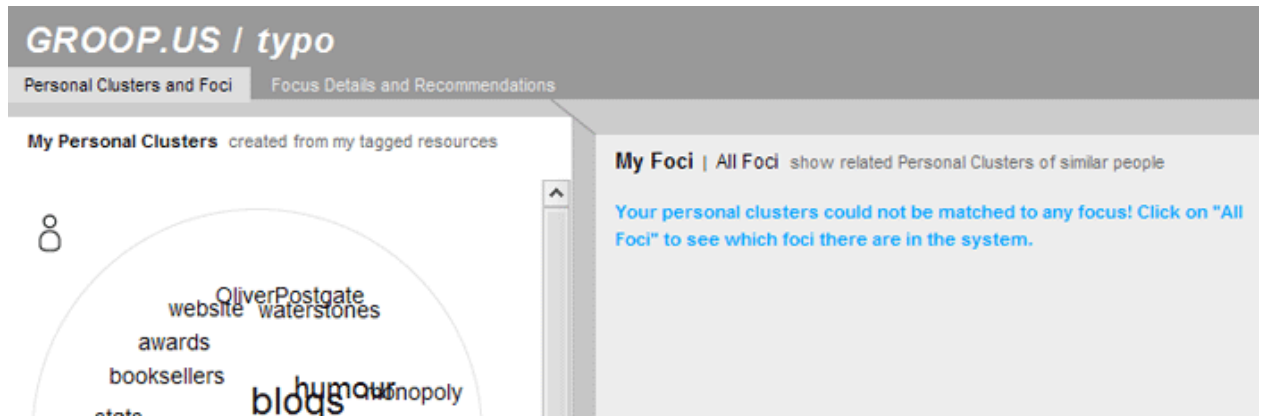 GROOP.US / typo
Personal Clusters and Foci Focus Details and Recommendations
My Personal Clusters created from my tagged resources
My Foci | All Foci show related Personal Clusters of similar people
Your personal clusters could not be matched to any focus! Click on "All
Foci" to see which foci there are in the system.
OliverPostgate
website waterstones
awards
booksellers
humour monopoly
blogs
stats